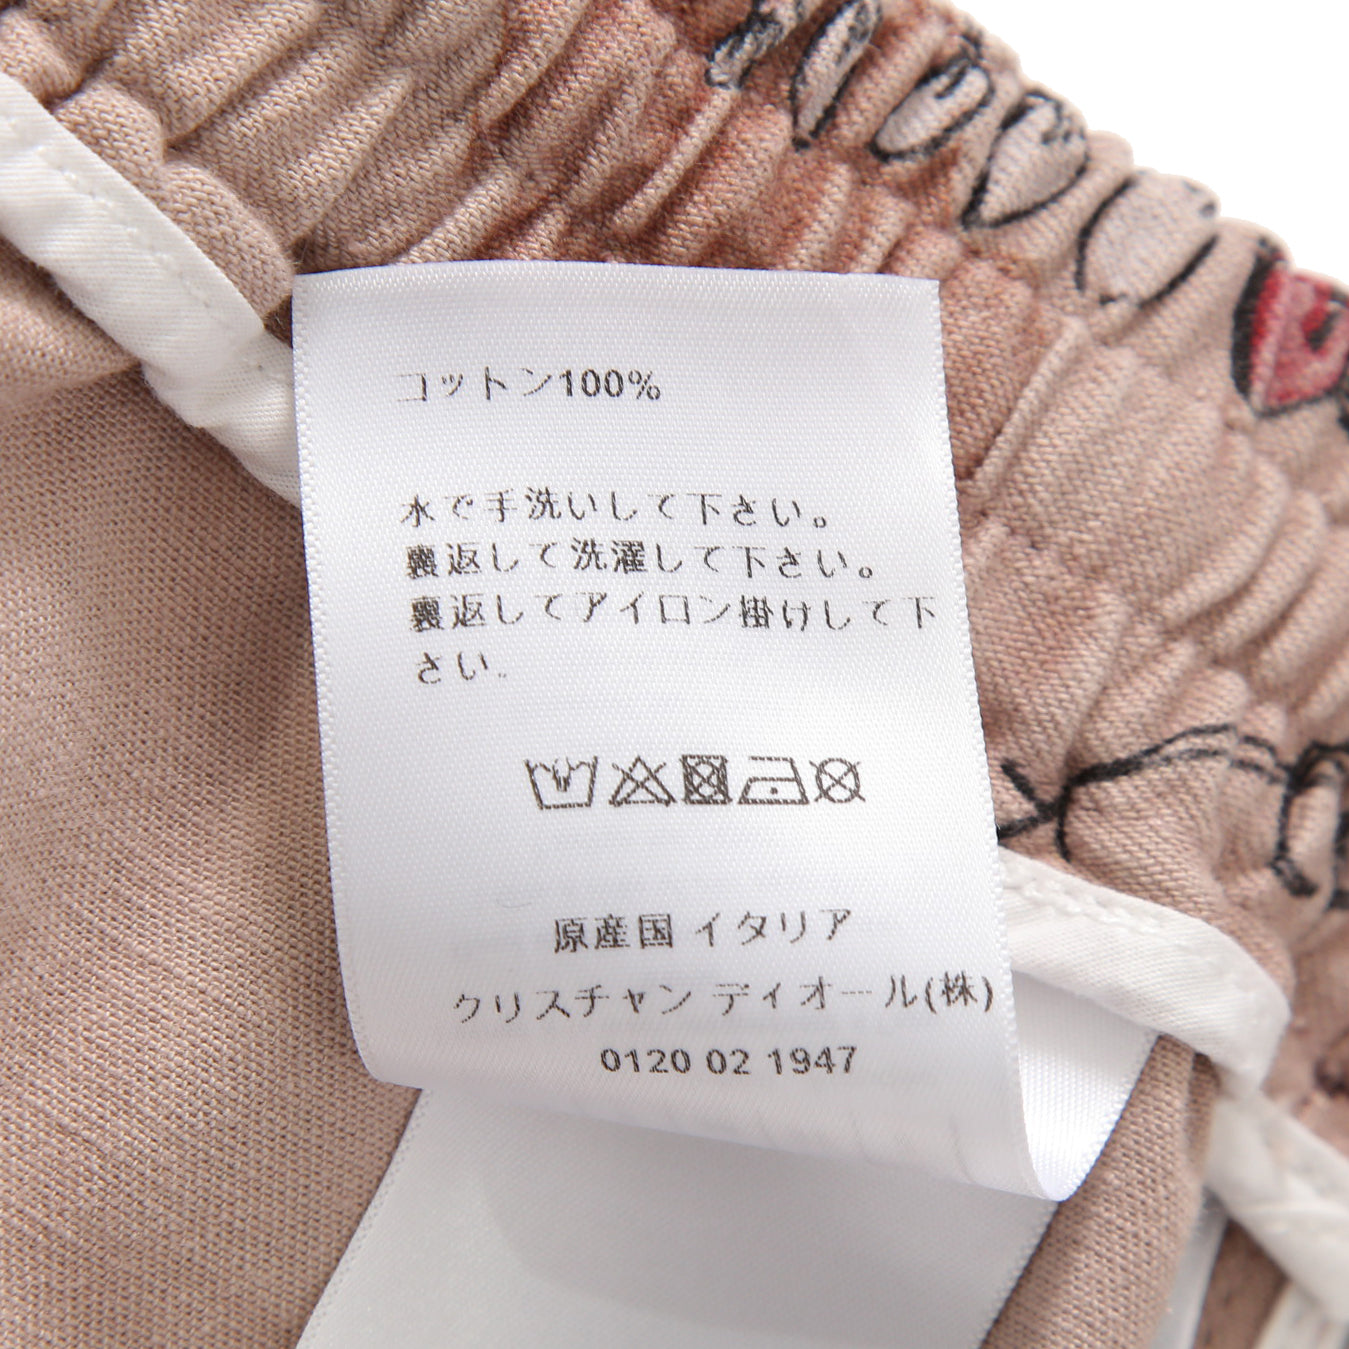 コットン100%
水で手洗いして下さい。
裏返して洗濯して下さい。
裏返してアイロン掛けして下
さい。
原産国 イタリア
クリスチャン ディオール(株)
0120 02 1947